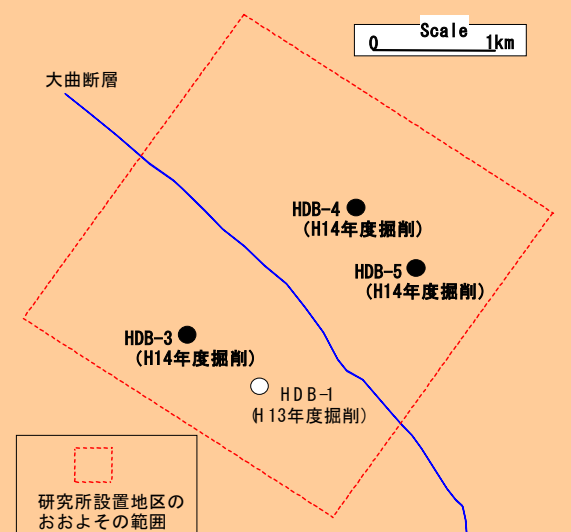 Scale
0 1km
大曲断層
HDB-4
(H14年度掘削)
HDB-5
(H14年度掘削)
HDB-3
(H14年度掘削)
HDB-1
(H13年度掘削)
研究所設置地区の
おおよその範囲